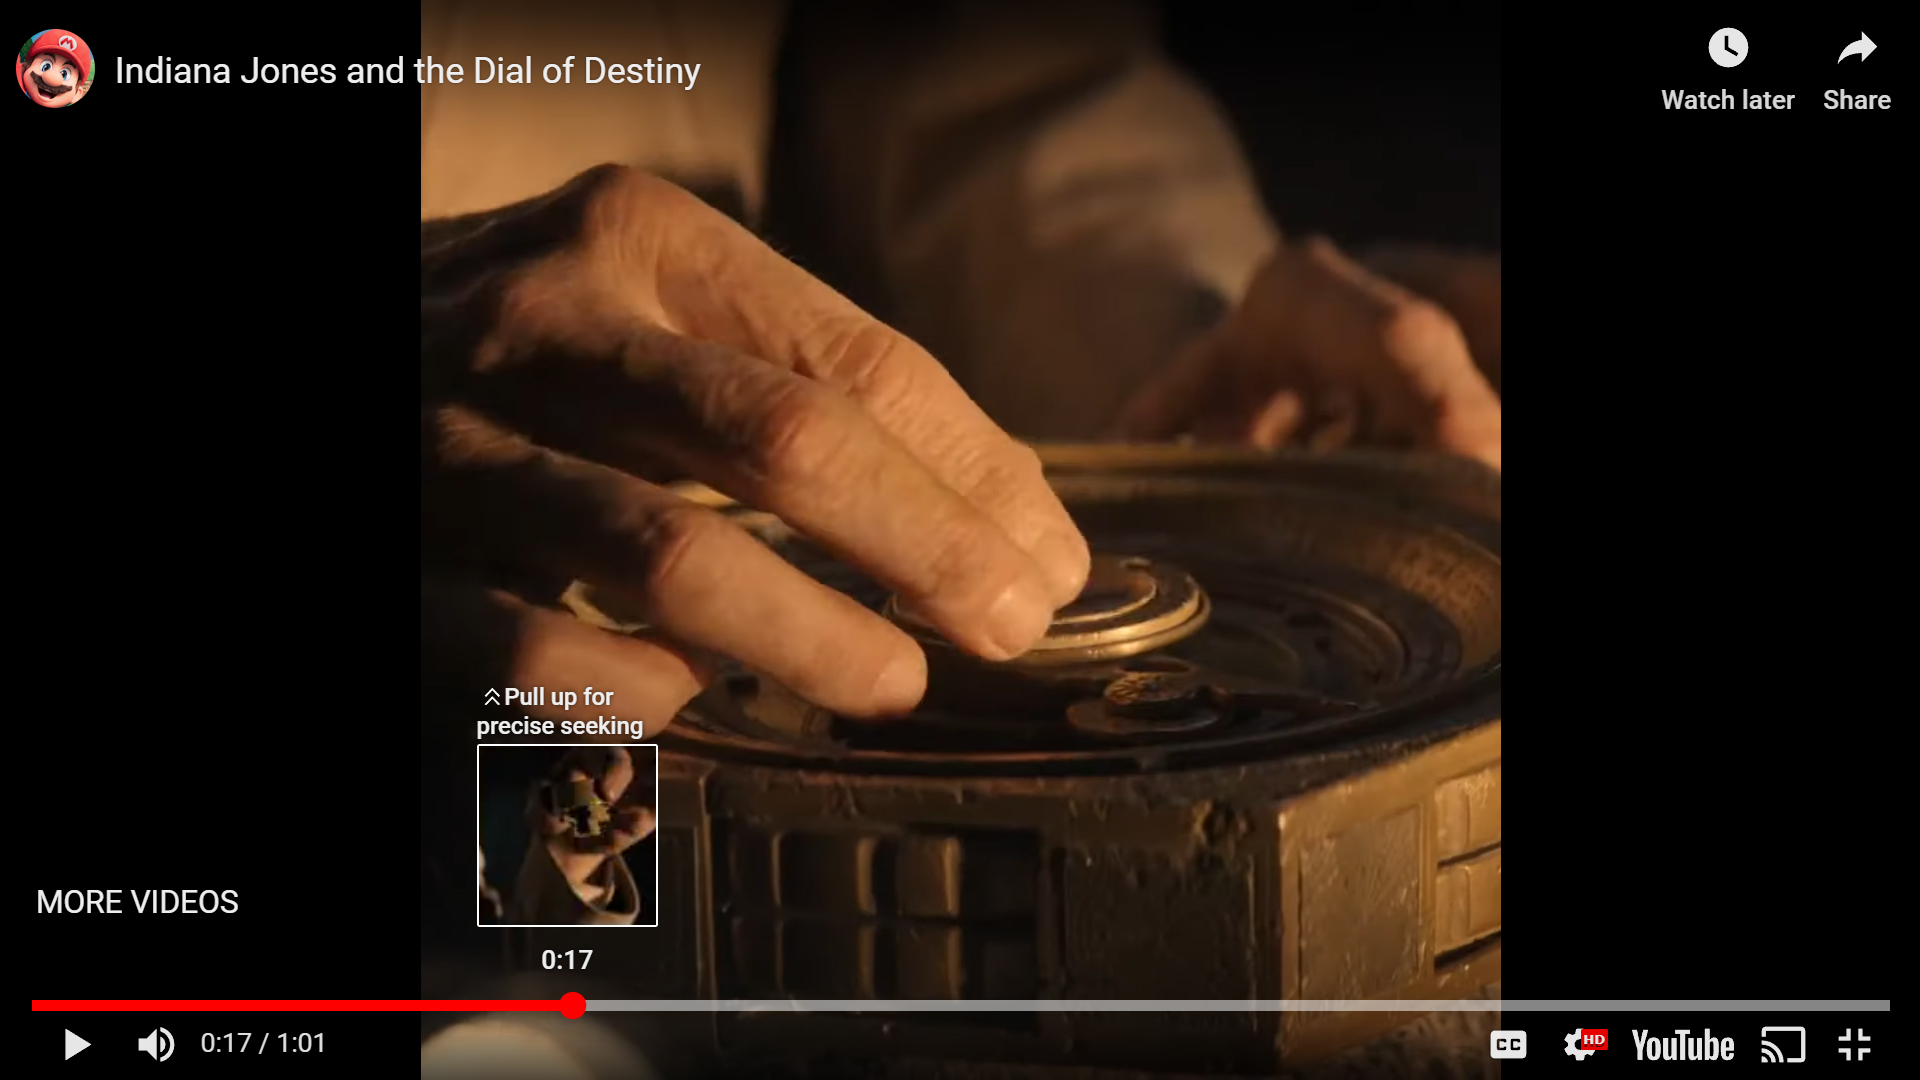 Indiana Jones and the Dial of Destiny
Watch later
Share
Pull up for
precise seeking
MORE VIDEOS
0:17
0:17 / 1:01
CC
HD
YouTube